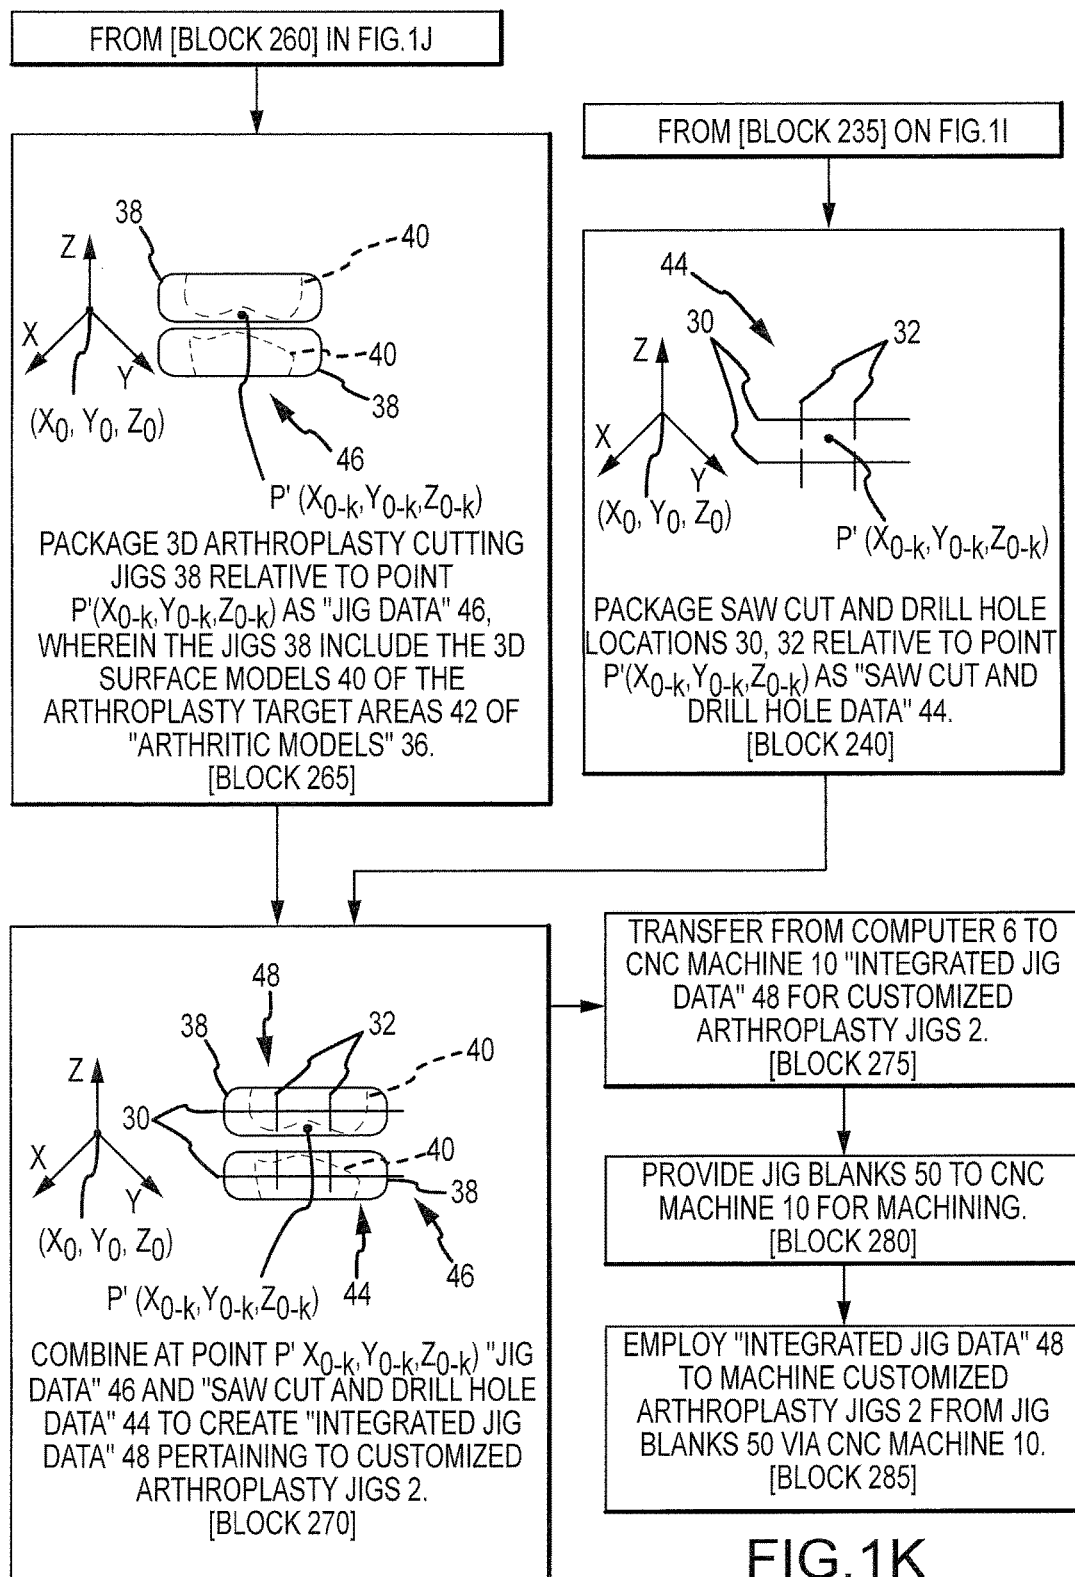 FROM [BLOCK 260] IN FIG.1J
38
40
Z
X
Y
40
38
(X0, Y0, Z0)
46
P' (X0-k,Y0-k,Z0-k)
PACKAGE 3D ARTHROPLASTY CUTTING
JIGS 38 RELATIVE TO POINT
P'(X0-k,Y0-k,Z0-k) AS "JIG DATA" 46,
WHEREIN THE JIGS 38 INCLUDE THE 3D
SURFACE MODELS 40 OF THE
ARTHROPLASTY TARGET AREAS 42 OF
"ARTHRITIC MODELS" 36.
[BLOCK 265]
FROM [BLOCK 235] ON FIG.1I
44
30
32
Z
X
Y
(X0, Y0, Z0)
P' (X0-k,Y0-k,Z0-k)
PACKAGE SAW CUT AND DRILL HOLE
LOCATIONS 30, 32 RELATIVE TO POINT
P'(X0-k,Y0-k,Z0-k) AS "SAW CUT AND
DRILL HOLE DATA" 44.
[BLOCK 240]
48
38
32
40
Z
30
X
Y
40
38
(X0, Y0, Z0)
46
P' (X0-k,Y0-k,Z0-k)
44
COMBINE AT POINT P' X0-k,Y0-k,Z0-k) "JIG
DATA" 46 AND "SAW CUT AND DRILL HOLE
DATA" 44 TO CREATE "INTEGRATED JIG
DATA" 48 PERTAINING TO CUSTOMIZED
ARTHROPLASTY JIGS 2.
[BLOCK 270]
TRANSFER FROM COMPUTER 6 TO
CNC MACHINE 10 "INTEGRATED JIG
DATA" 48 FOR CUSTOMIZED
ARTHROPLASTY JIGS 2.
[BLOCK 275]
PROVIDE JIG BLANKS 50 TO CNC
MACHINE 10 FOR MACHINING.
[BLOCK 280]
EMPLOY "INTEGRATED JIG DATA" 48
TO MACHINE CUSTOMIZED
ARTHROPLASTY JIGS 2 FROM JIG
BLANKS 50 VIA CNC MACHINE 10.
[BLOCK 285]
FIG.1K